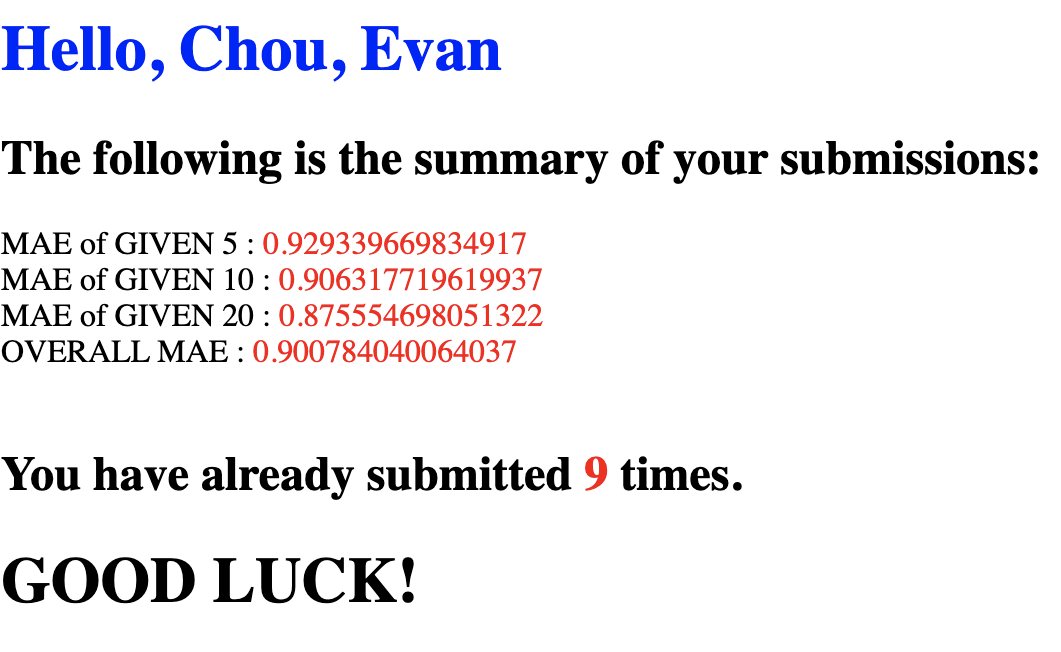 Hello, Chou, Evan
The following is the summary of your submissions:
MAE of GIVEN 5 : 0.929339669834917
MAE of GIVEN 10 : 0.906317719619937
MAE of GIVEN 20 : 0.875554698051322
OVERALL MAE : 0.900784040064037
You have already submitted 9 times.
GOOD LUCK!